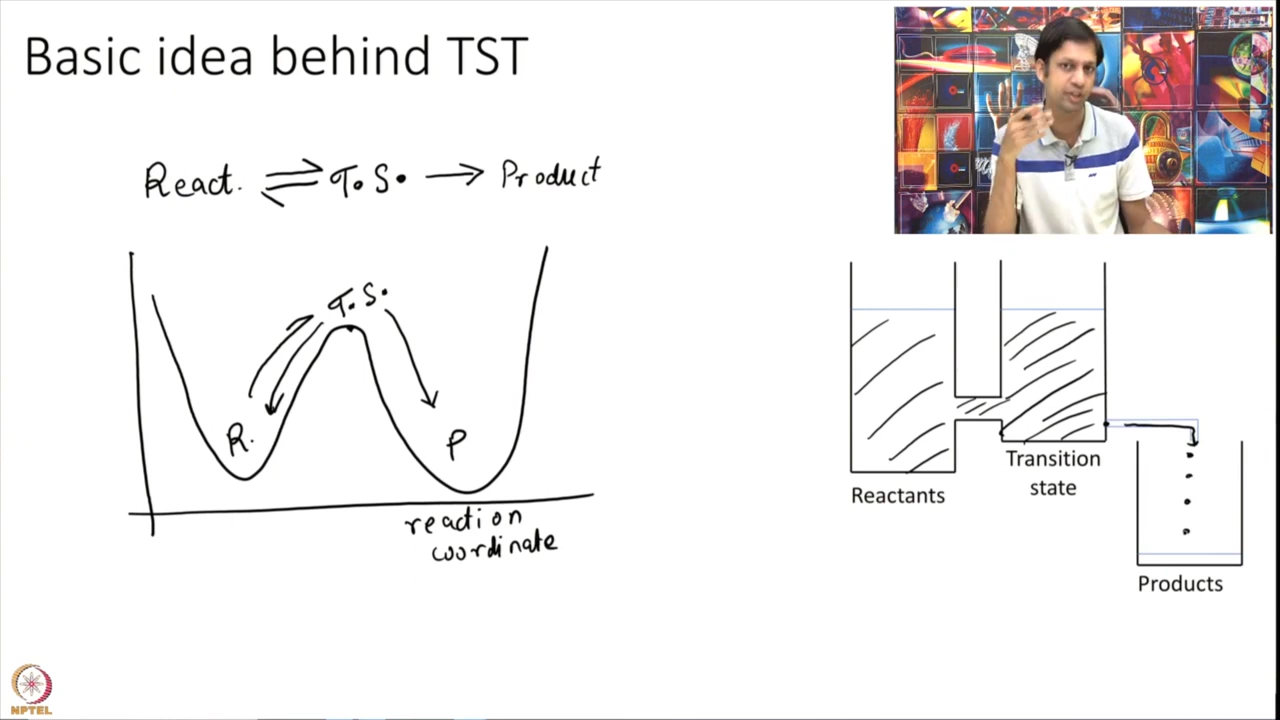 Basic idea behind TST
React. ⇌ T.S. → Product
T.S.
R.
P
reaction
coordinate
Transition
state
Reactants
Products
NPTEL